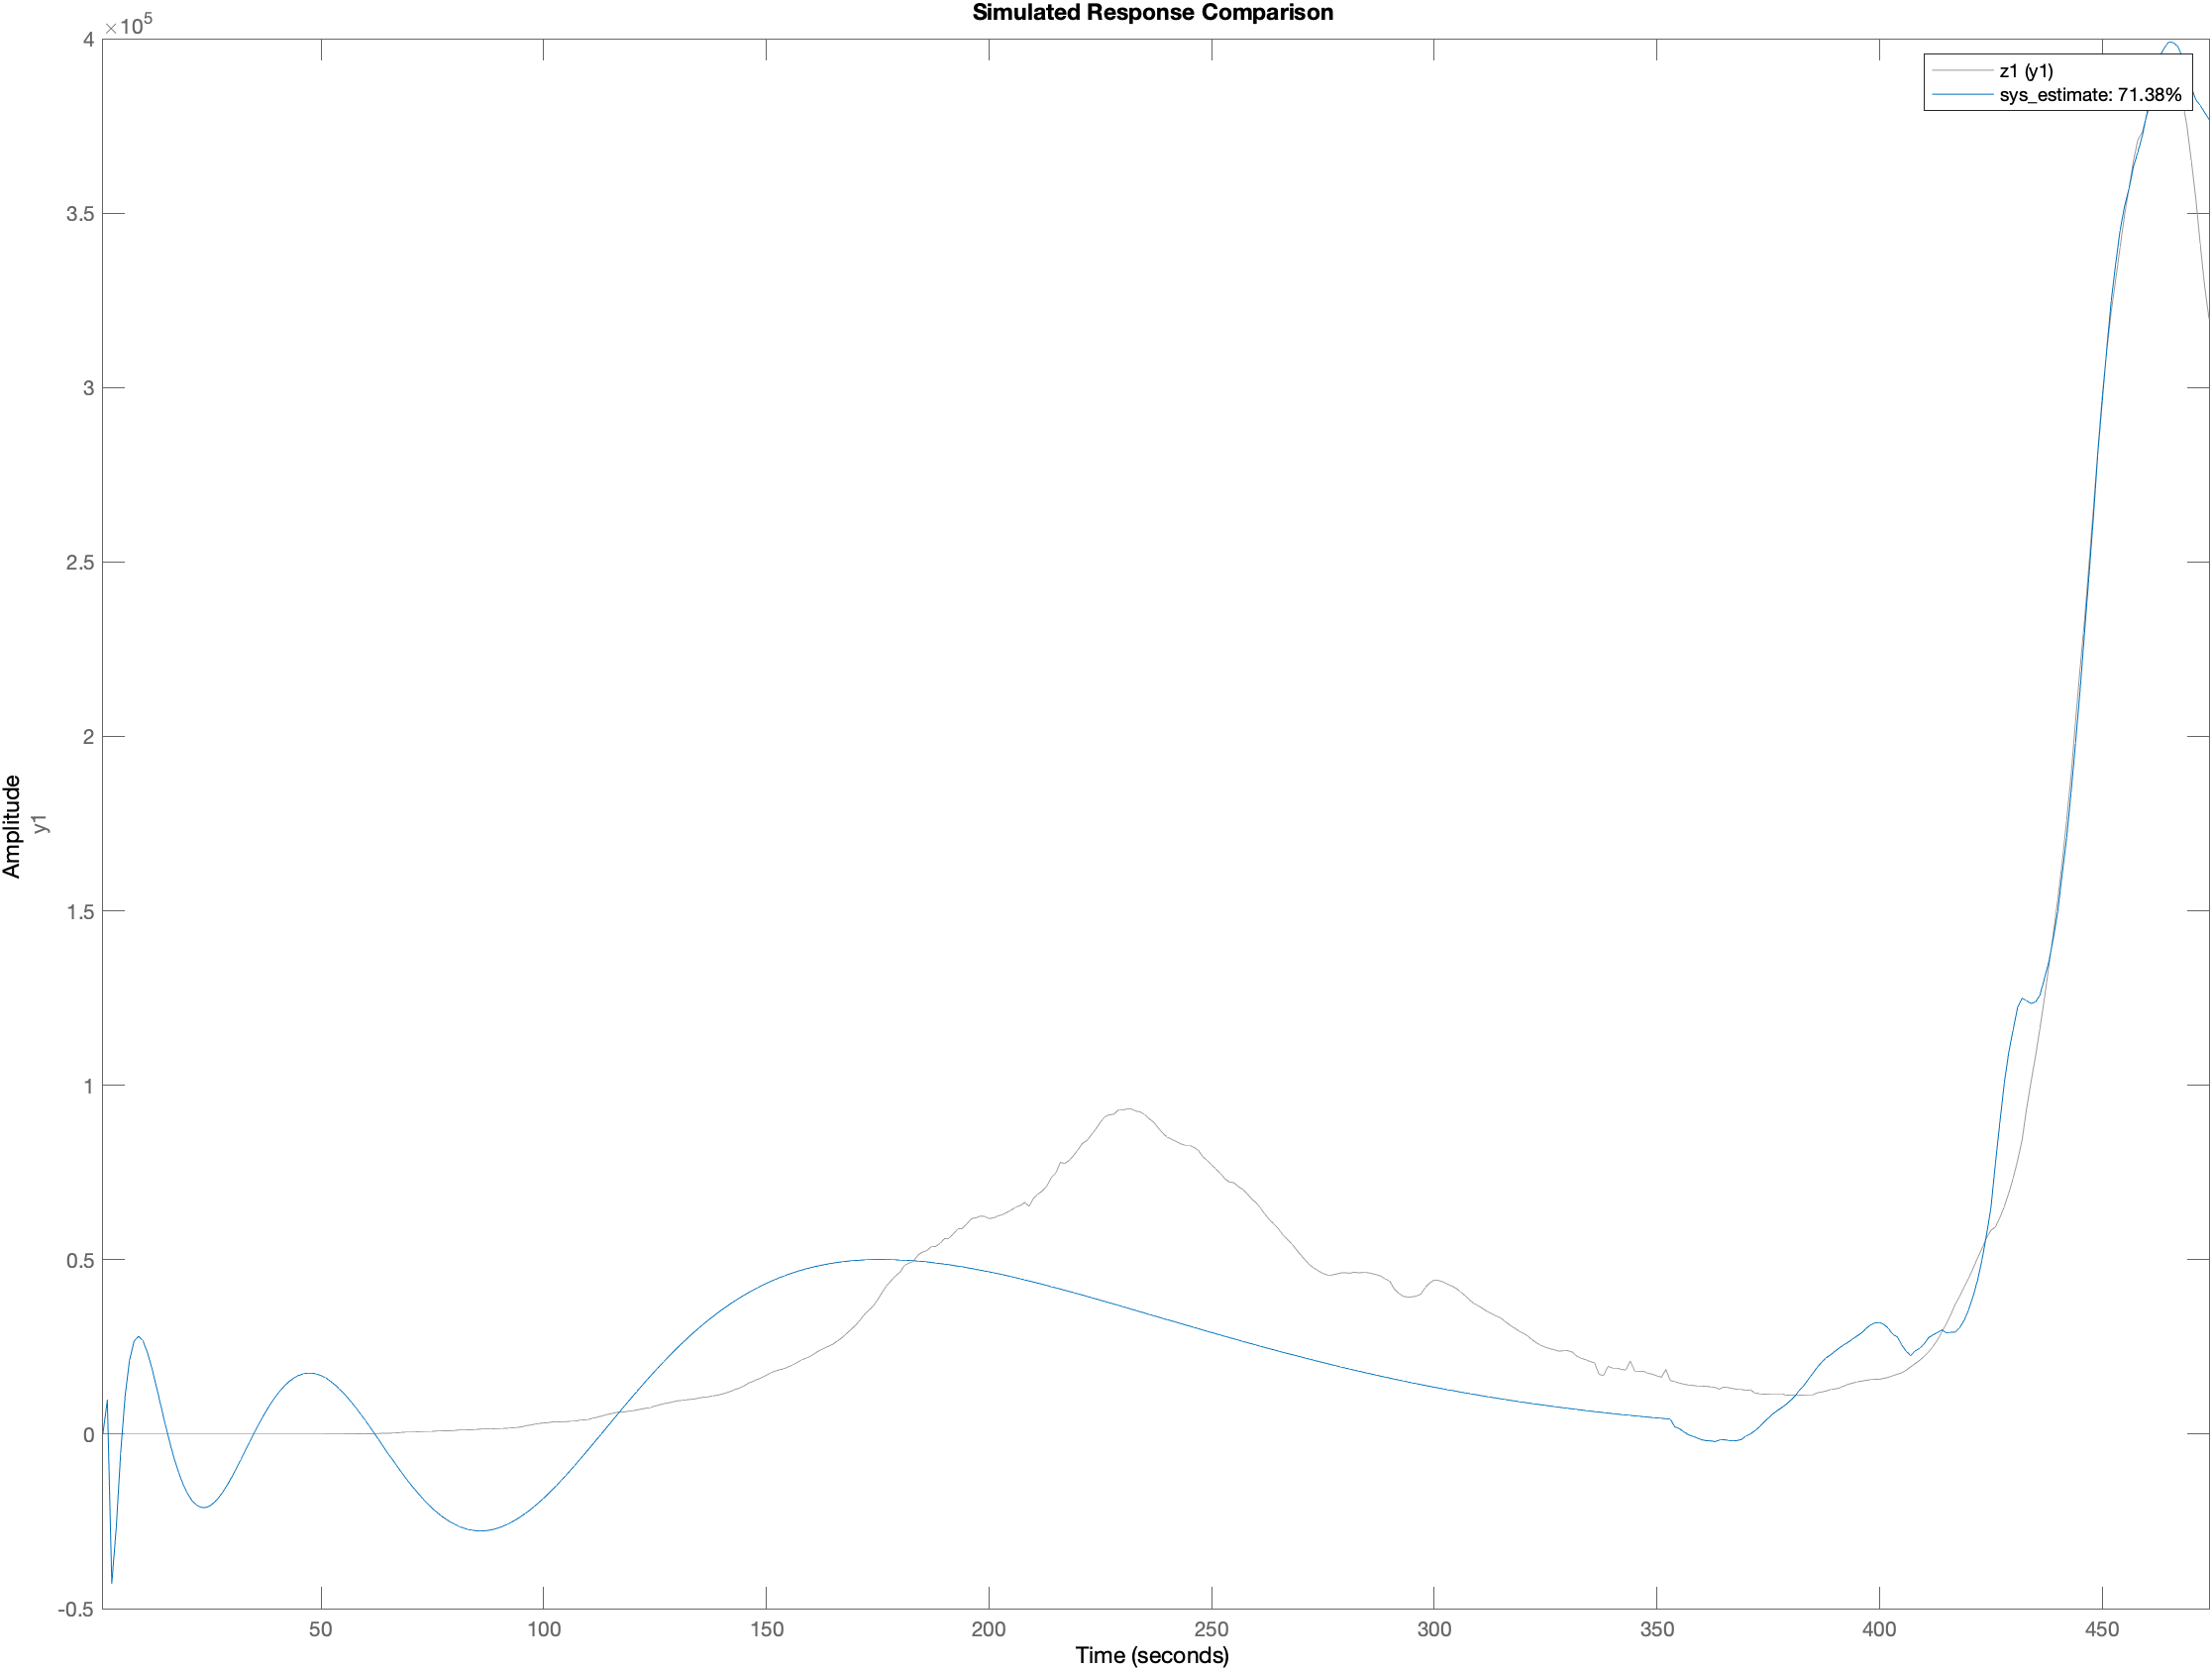 Simulated Response Comparison
×10^5
z1 (y1)
sys_estimate: 71.38%
4
3.5
3
2.5
2
1.5
1
0.5
0
-0.5
Amplitude
y1
50 100 150 200 250 300 350 400 450
Time (seconds)